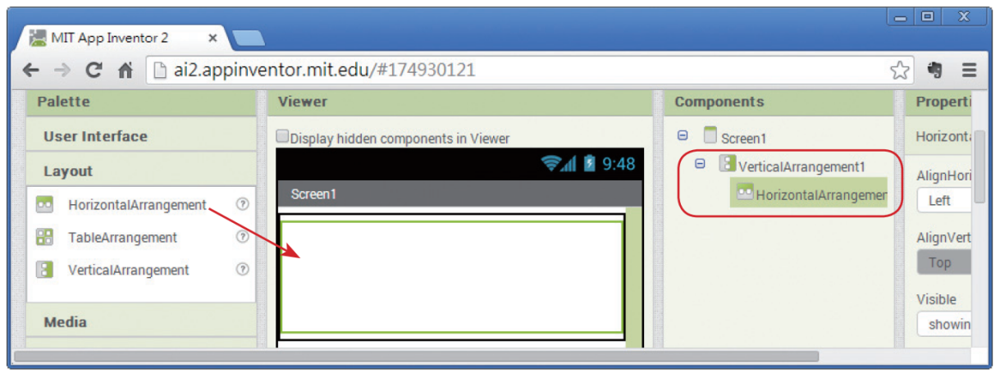 MIT App Inventor 2
ai2.appinventor.mit.edu/#174930121
Palette
User Interface
Layout
HorizontalArrangement
TableArrangement
VerticalArrangement
Media
Viewer
Display hidden components in Viewer
9:48
Screen1
Components
Screen1
VerticalArrangement1
HorizontalArrangemen
Properti
Horizonta
AlignHori
Left
AlignVert
Top
Visible
showin